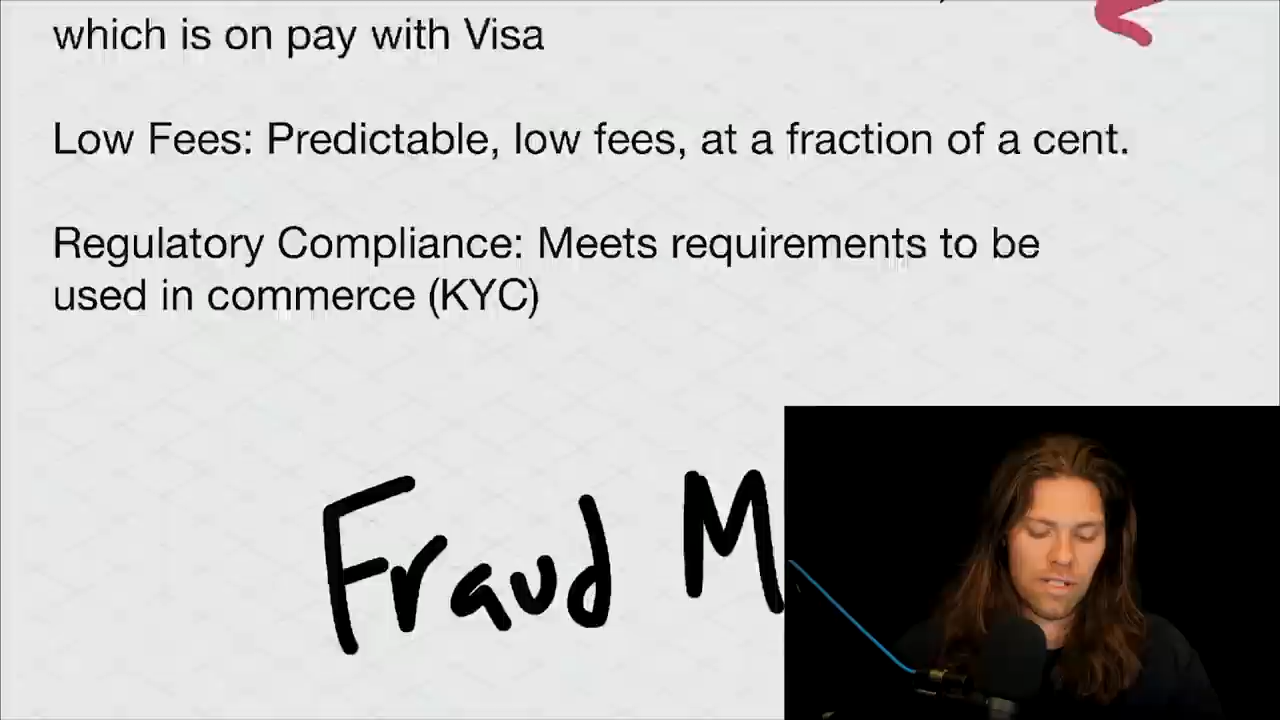 which is on pay with Visa
Low Fees: Predictable, low fees, at a fraction of a cent.
Regulatory Compliance: Meets requirements to be
used in commerce (KYC)
Fraud M